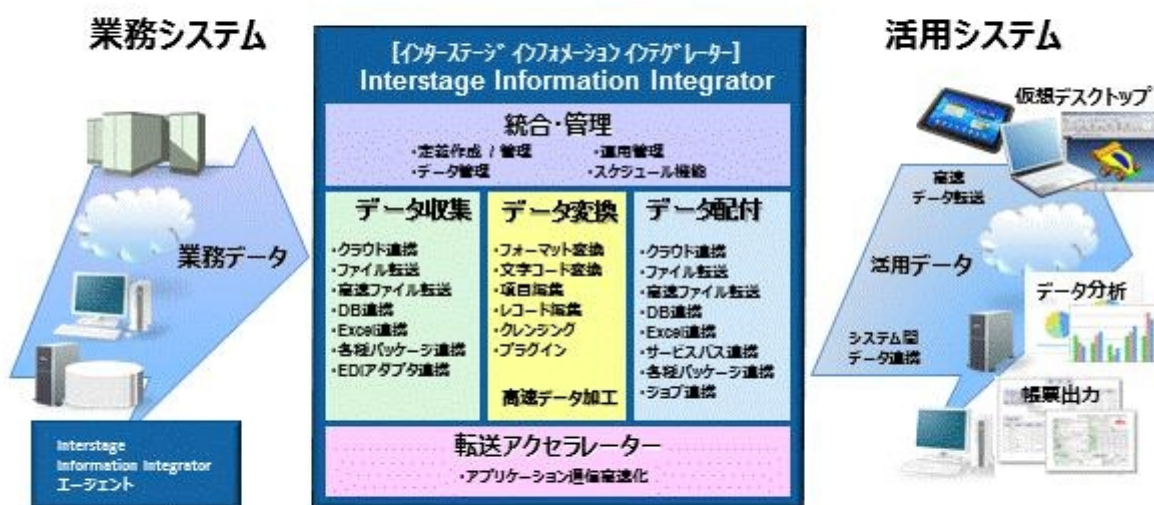 業務システム
業務データ
Interstage
Information Integrator
エージェント
[インターステージ インフォメーション インテグレーター]
Interstage Information Integrator
統合・管理
・定義作成 / 管理 ・運用管理
・データ管理 ・スケジュール機能
データ収集
・クラウド連携
・ファイル転送
・高速ファイル転送
・DB連携
・Excel連携
・各種パッケージ連携
・EDIアダプタ連携
データ変換
・フォーマット変換
・文字コード変換
・項目編集
・レコード編集
・クレンジング
・プラグイン
高速データ加工
データ配付
・クラウド連携
・ファイル転送
・高速ファイル転送
・DB連携
・Excel連携
・サービスバス連携
・各種パッケージ連携
・ジョブ連携
転送アクセラレーター
・アプリケーション通信高速化
活用システム
仮想デスクトップ
高速
データ転送
活用データ
データ分析
システム間
データ連携
帳票出力